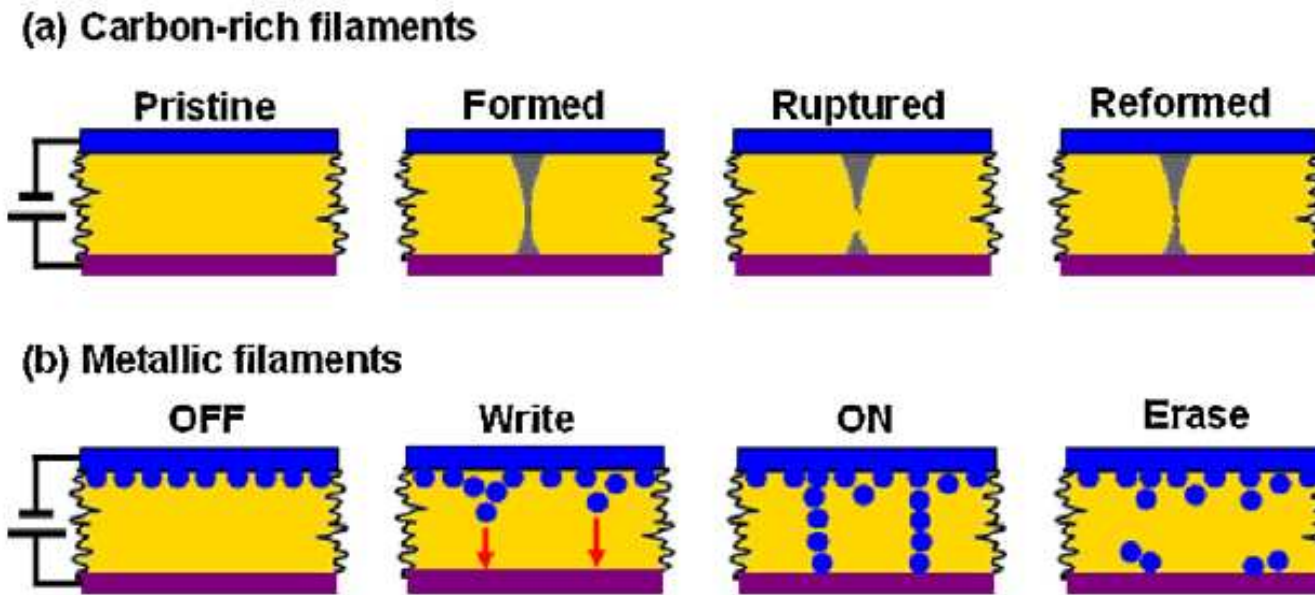 (a) Carbon-rich filaments
Pristine Formed Ruptured Reformed
(b) Metallic filaments
OFF Write ON Erase